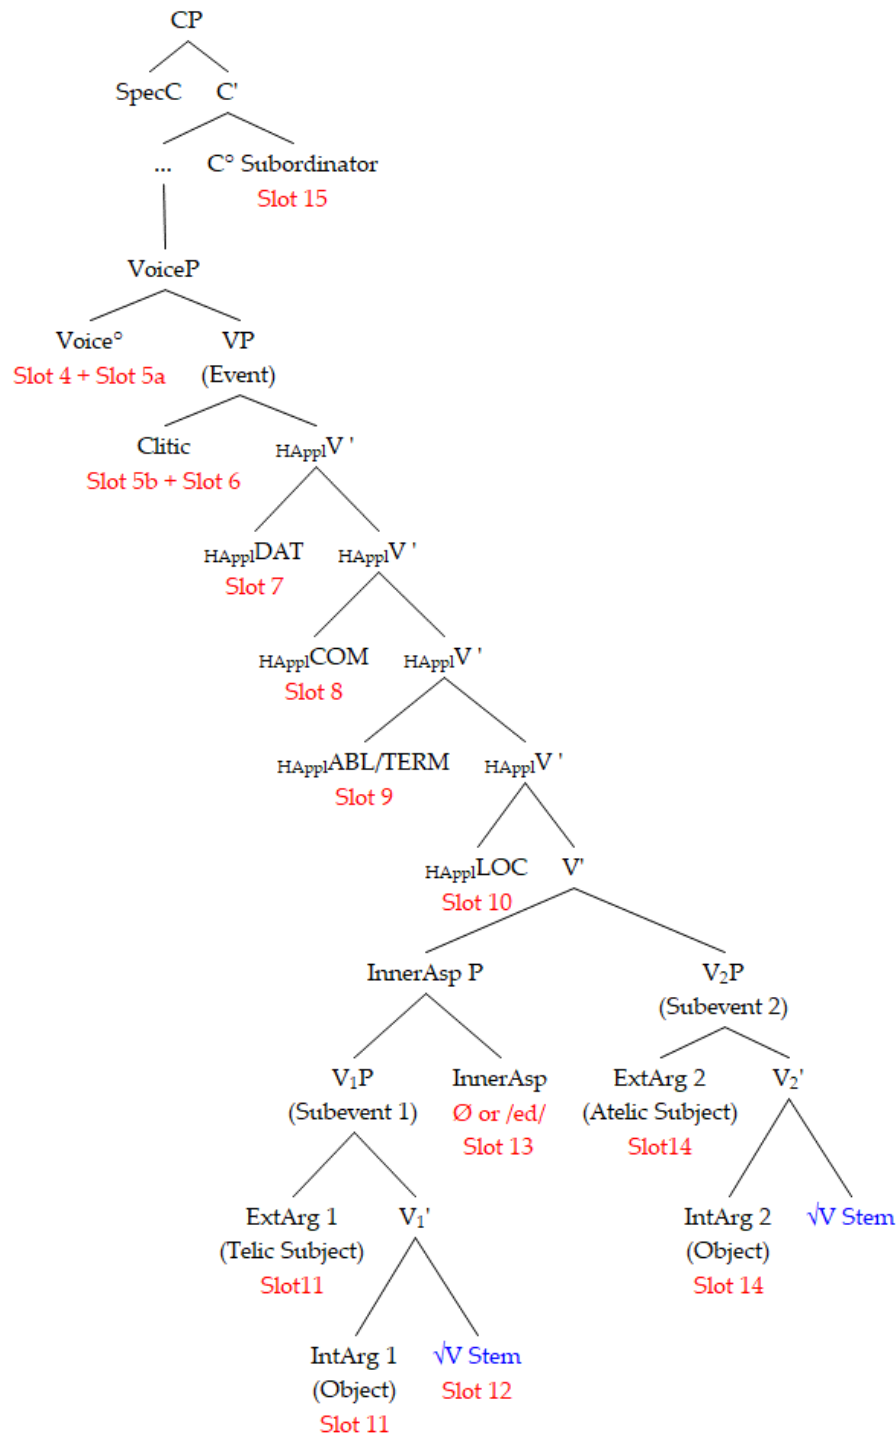 CP
SpecC C'
... C° Subordinator
Slot 15
VoiceP
Voice° VP
Slot 4 + Slot 5a (Event)
Clitic HApplV '
Slot 5b + Slot 6
HApplDAT HApplV '
Slot 7
HApplCOM HApplV '
Slot 8
HApplABL/TERM HApplV '
Slot 9
HApplLOC V'
Slot 10
InnerAsp P V₂P
(Subevent 2)
V₁P InnerAsp ExtArg 2 V₂'
(Subevent 1) Ø or /ed/ (Atelic Subject)
Slot 13 Slot14
ExtArg 1 V₁' IntArg 2 √V Stem
(Telic Subject) (Object)
Slot11 Slot 14
IntArg 1 √V Stem
(Object) Slot 12
Slot 11